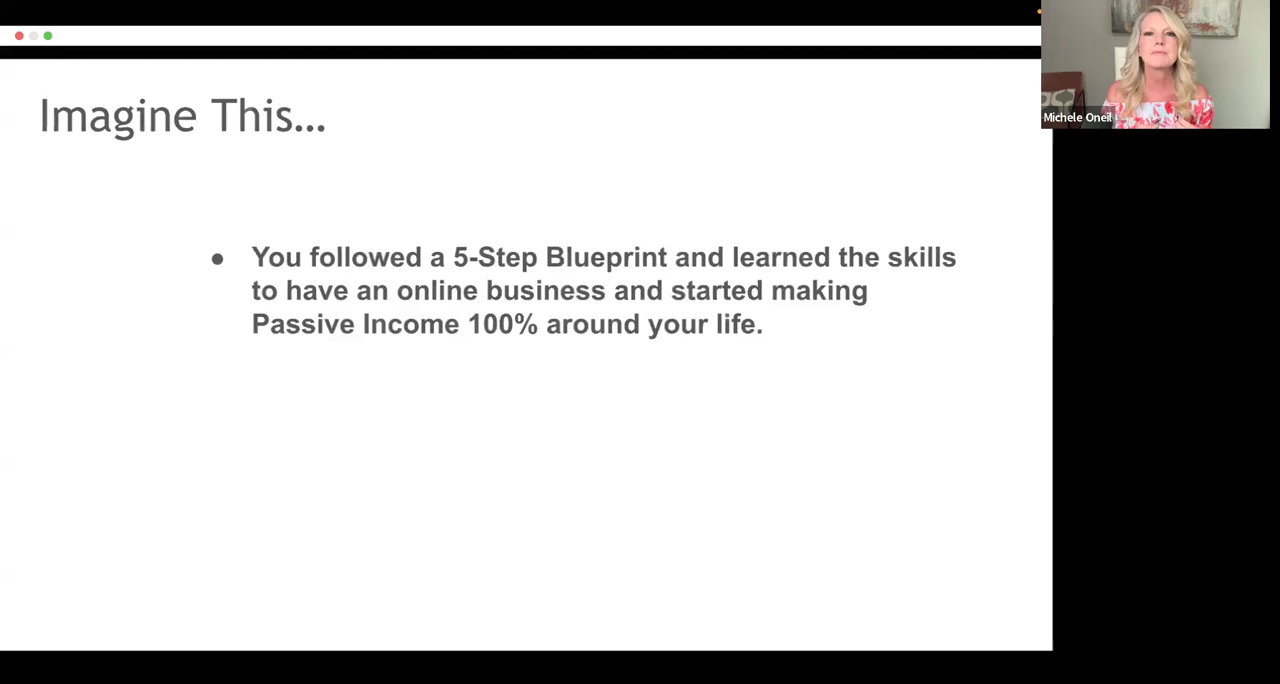 Imagine This...
● You followed a 5-Step Blueprint and learned the skills
to have an online business and started making
Passive Income 100% around your life.
Michele Oneil